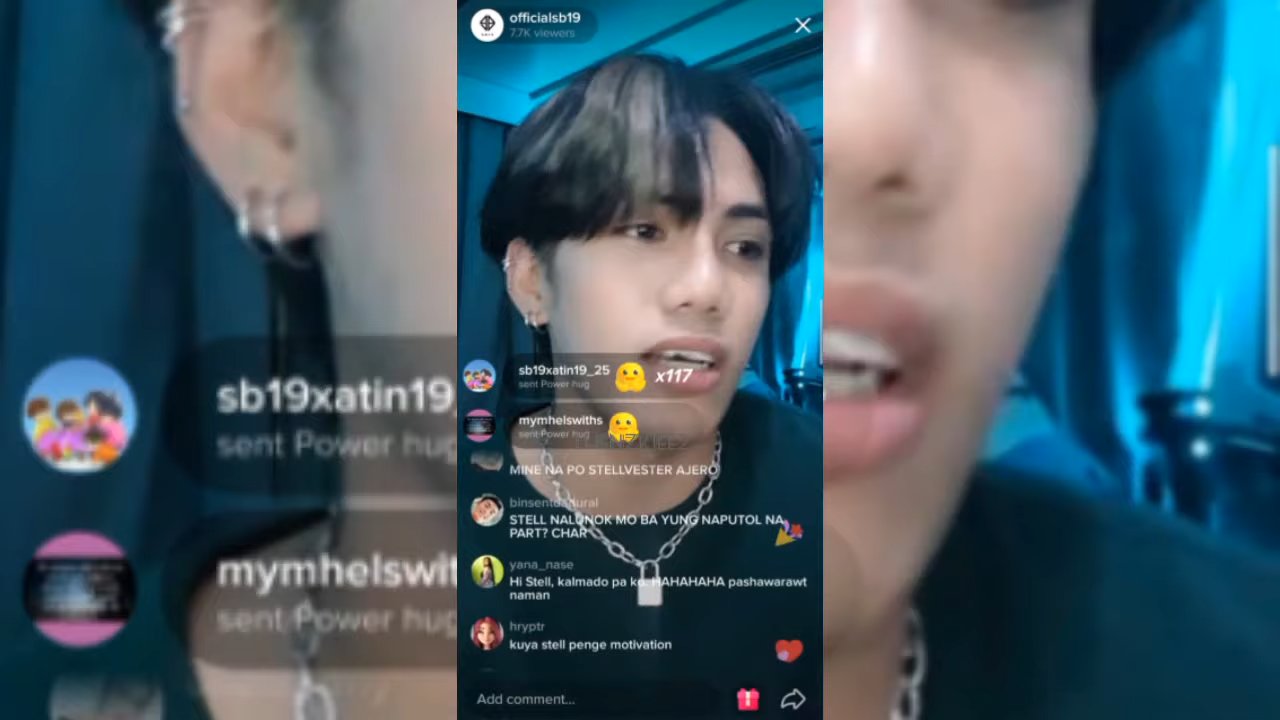 officialsb19
7.7K viewers
sb19xatin19_25
sent Power hug
x117
mymhelswiths
sent Power hug
MINE NA PO STELLVESTER AJERO
STELL NALUNOK MO BA YUNG NAPUTOL NA
PART? CHAR
yana_nase
Hi Stell, kalmado pa ko, HAHAHAHA pashawarawt
naman
hryptr
kuya stell penge motivation
Add comment...
sb19xatin19
sent Power hug
mymhelswit
sent Power hug